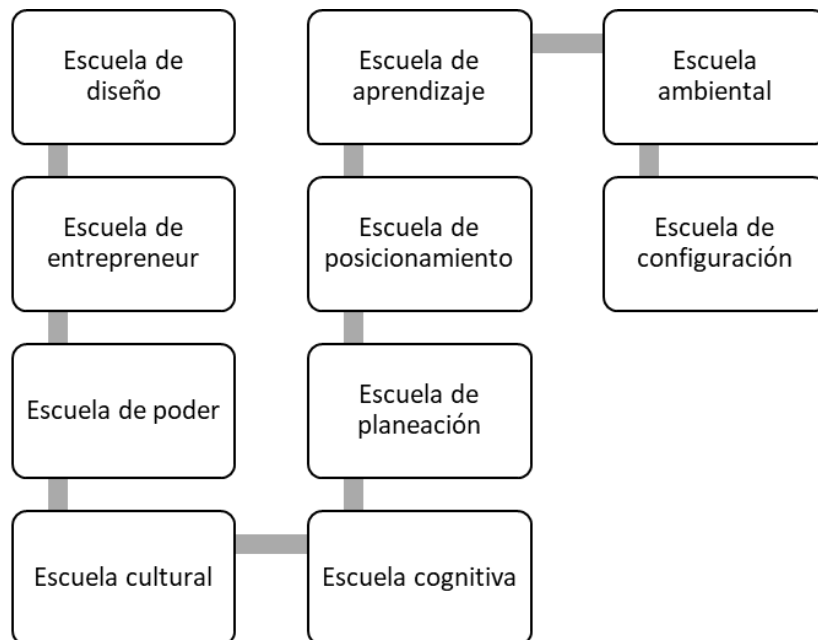 Escuela de
diseño
Escuela de
entrepreneur
Escuela de poder
Escuela cultural
Escuela cognitiva
Escuela de
planeación
Escuela de
posicionamiento
Escuela de
aprendizaje
Escuela
ambiental
Escuela de
configuración